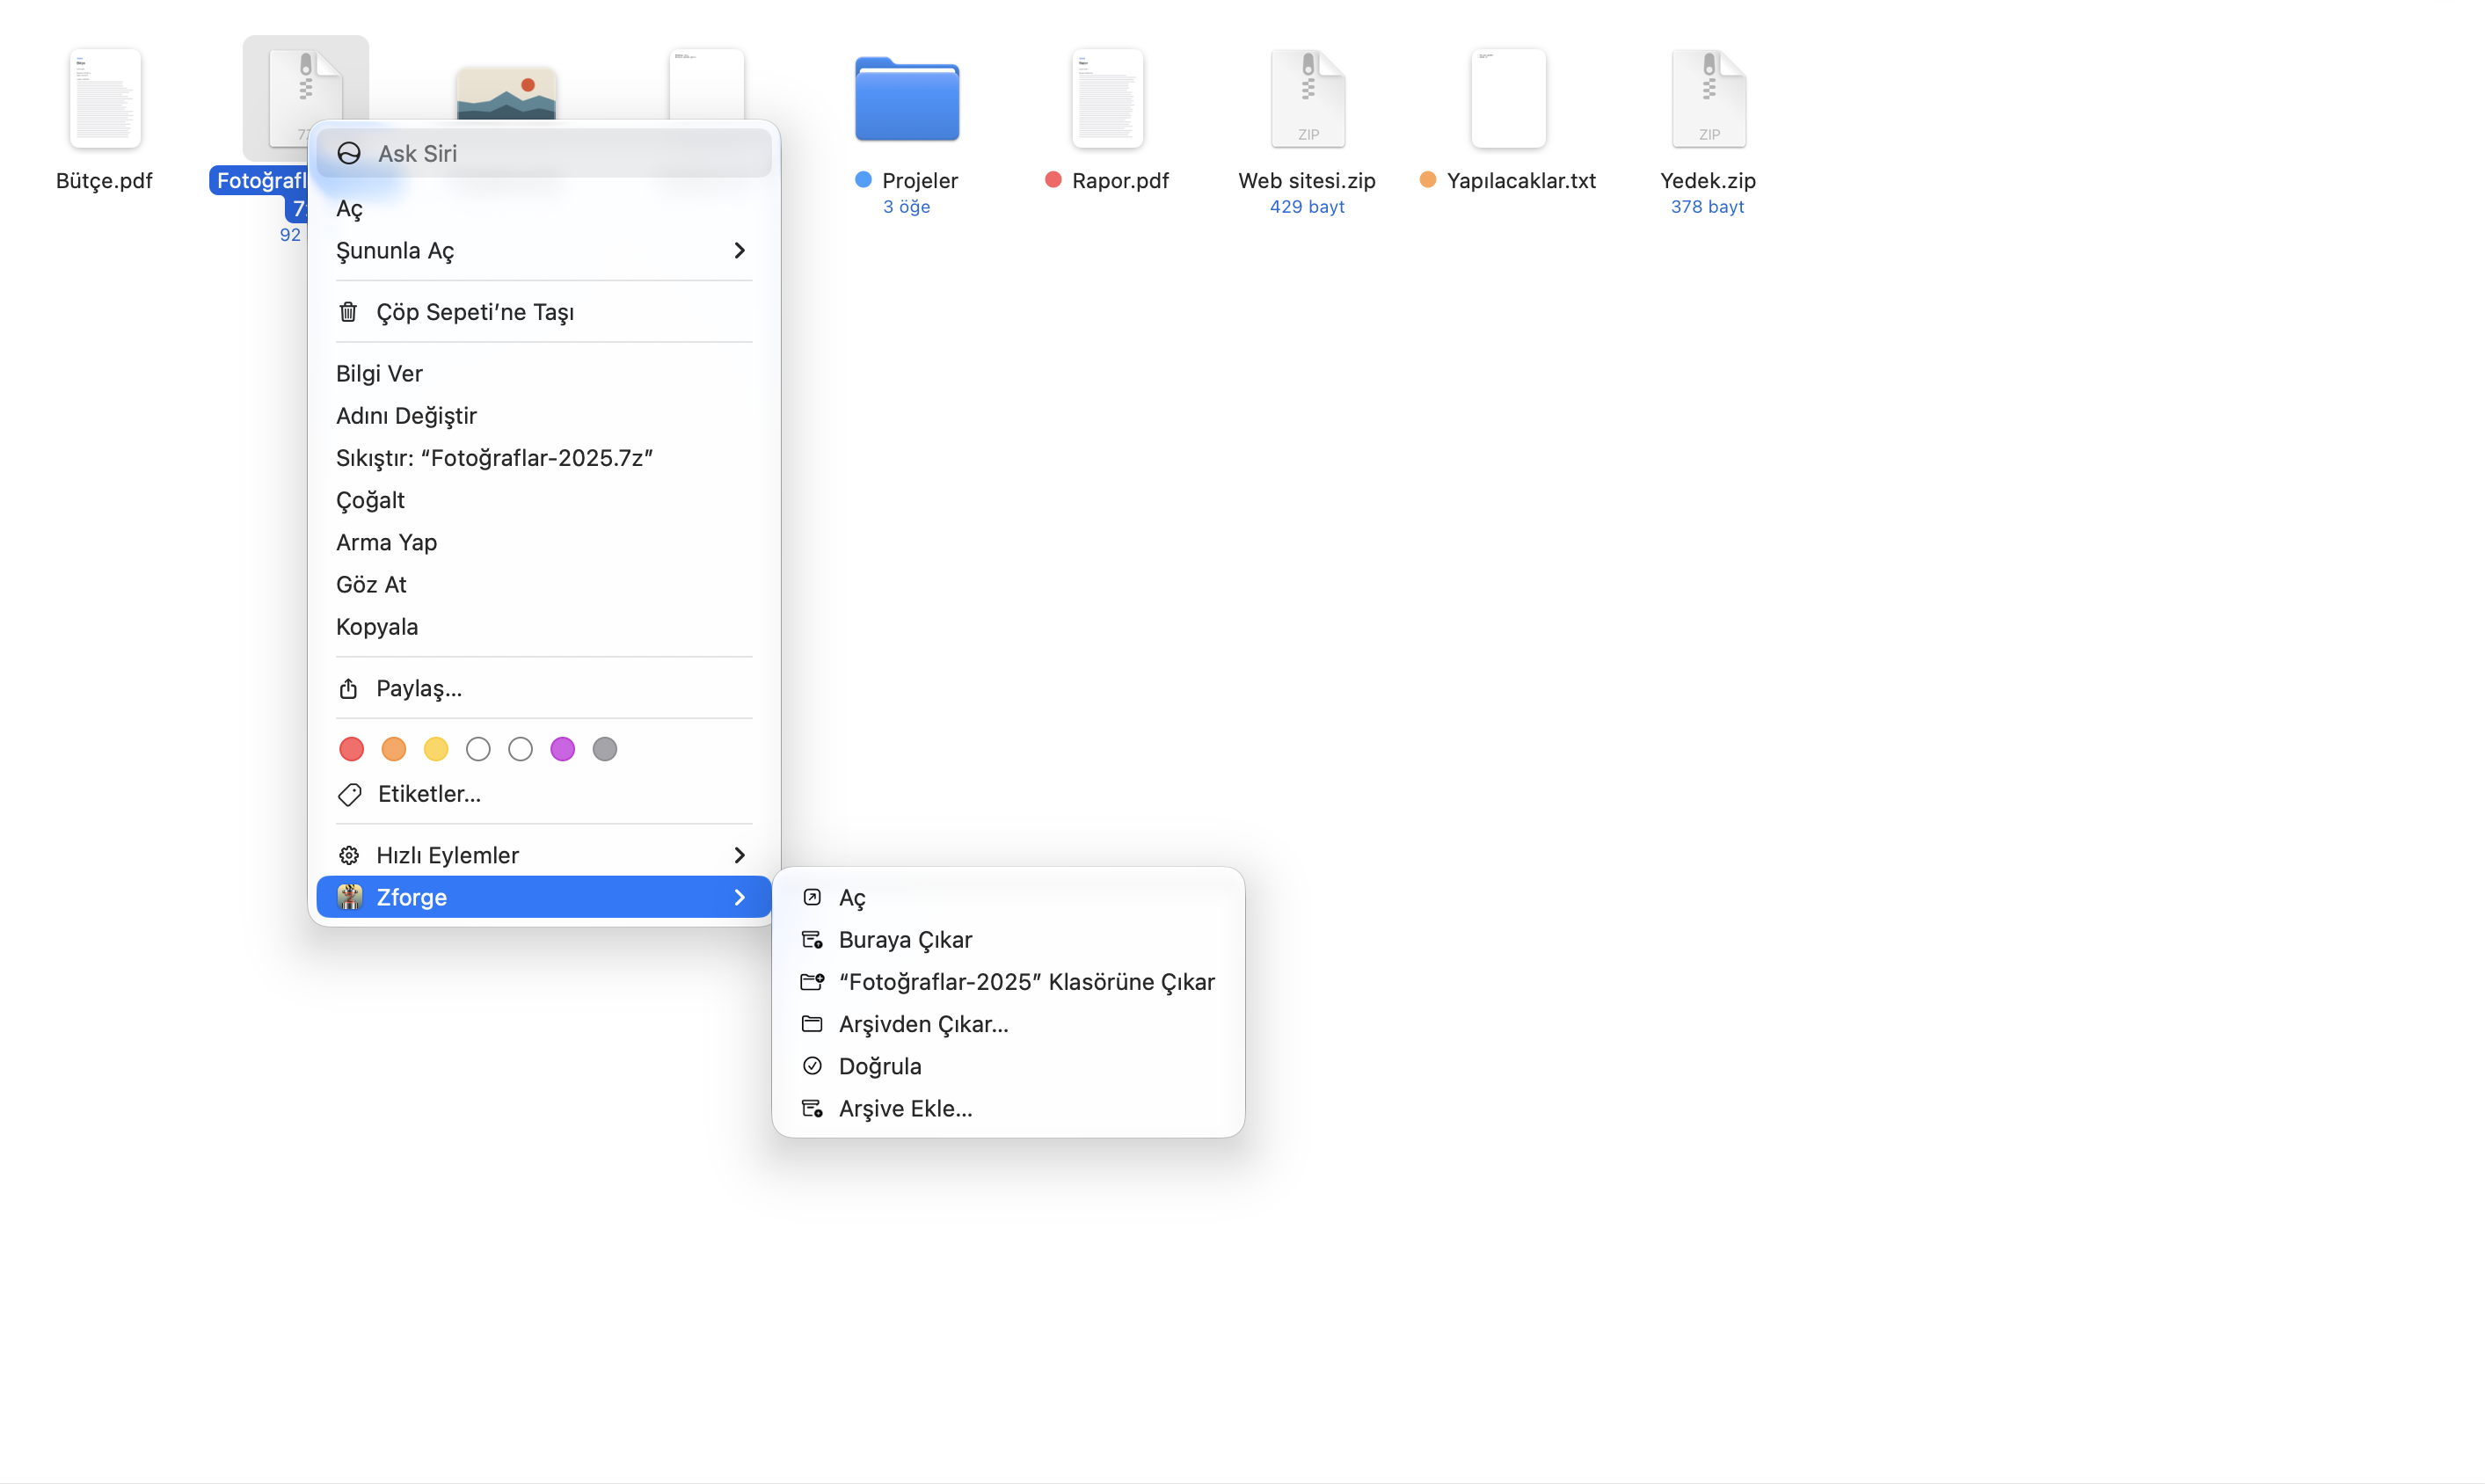 Bütçe.pdf
Fotoğrafl
92
Projeler
3 öğe
Rapor.pdf
ZIP
Web sitesi.zip
429 bayt
Yapılacaklar.txt
ZIP
Yedek.zip
378 bayt
Ask Siri
Aç
Şununla Aç
Çöp Sepeti’ne Taşı
Bilgi Ver
Adını Değiştir
Sıkıştır: “Fotoğraflar-2025.7z”
Çoğalt
Arma Yap
Göz At
Kopyala
Paylaş...
Etiketler...
Hızlı Eylemler
Zforge
Aç
Buraya Çıkar
“Fotoğraflar-2025” Klasörüne Çıkar
Arşivden Çıkar...
Doğrula
Arşive Ekle...